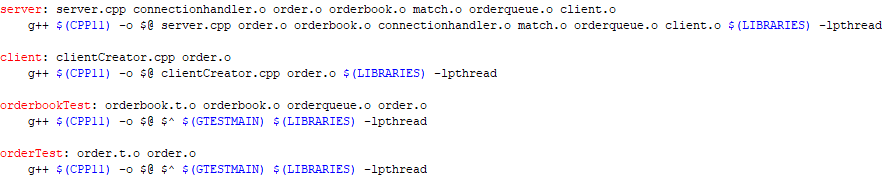 server: server.cpp connectionhandler.o order.o orderbook.o match.o orderqueue.o client.o
g++ $(CPP11) -o $@ server.cpp order.o orderbook.o connectionhandler.o match.o orderqueue.o client.o $(LIBRARIES) -lpthread
client: clientCreator.cpp order.o
g++ $(CPP11) -o $@ clientCreator.cpp order.o $(LIBRARIES) -lpthread
orderbookTest: orderbook.t.o orderbook.o orderqueue.o order.o
g++ $(CPP11) -o $@ $^ $(GTESTMAIN) $(LIBRARIES) -lpthread
orderTest: order.t.o order.o
g++ $(CPP11) -o $@ $^ $(GTESTMAIN) $(LIBRARIES) -lpthread